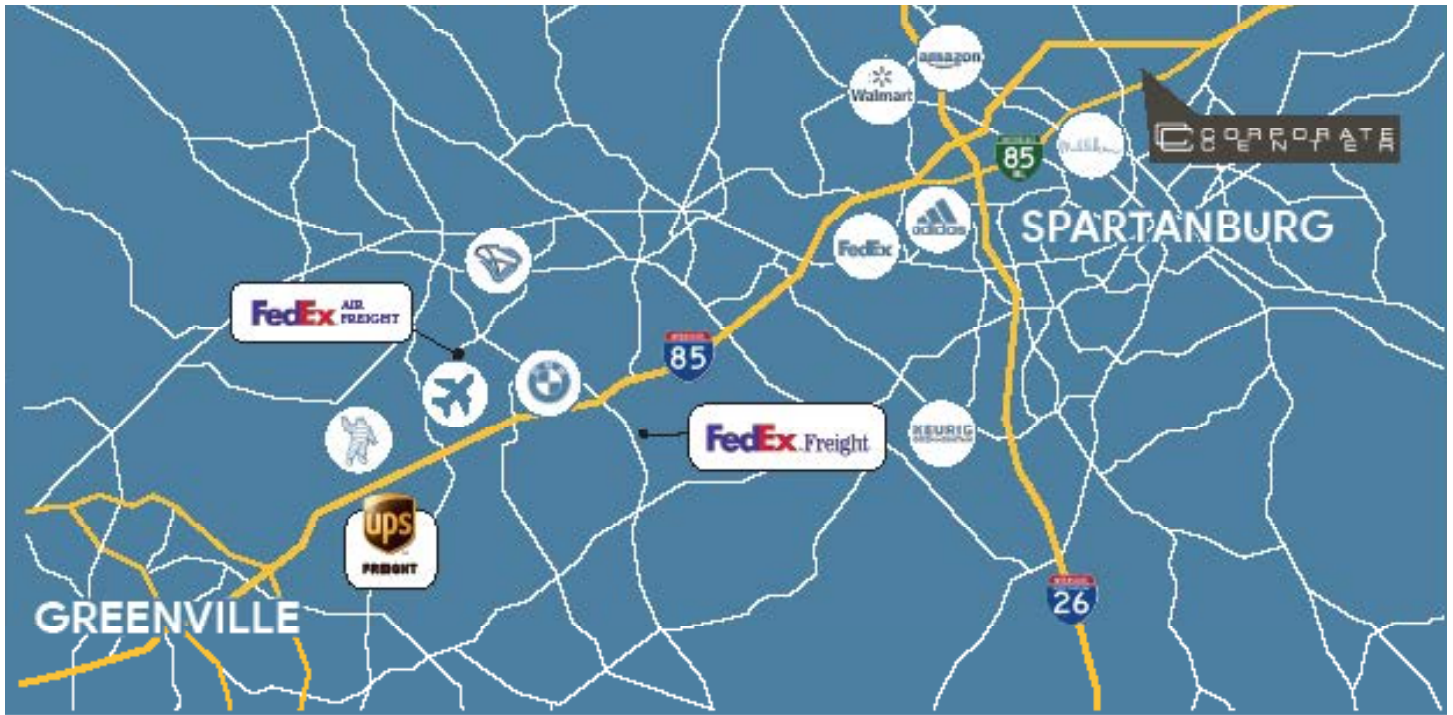 amazon
Walmart
CORPORATE
CENTER
85
SPARTANBURG
adidas
FedEx
FedEx AIR
FREIGHT
85
KEURIG
FedEx Freight
ups
FREIGHT
26
GREENVILLE